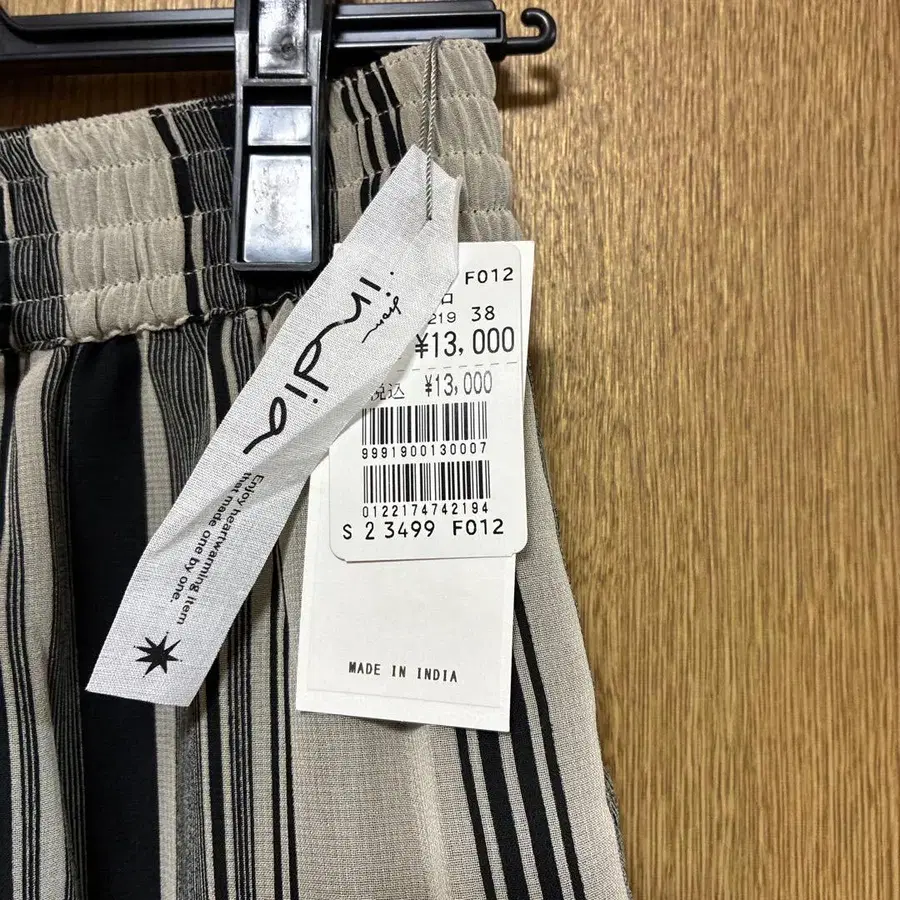 india
Enjoy heartwarming item
that made one by one.
F012
219 38
¥13,000
税込 ¥13,000
9991900130007
0122174742194
S 2 3499 F012
MADE IN INDIA